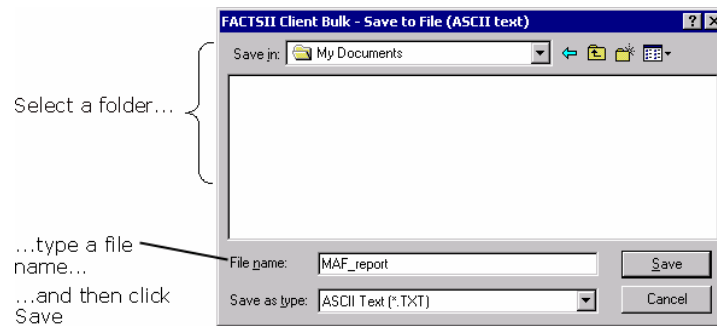 FACTSII Client Bulk - Save to File (ASCII text)
Save in: My Documents
Select a folder...
...type a file
name...
File name: MAF_report Save
...and then click
Save
Save as type: ASCII Text (*.TXT) Cancel